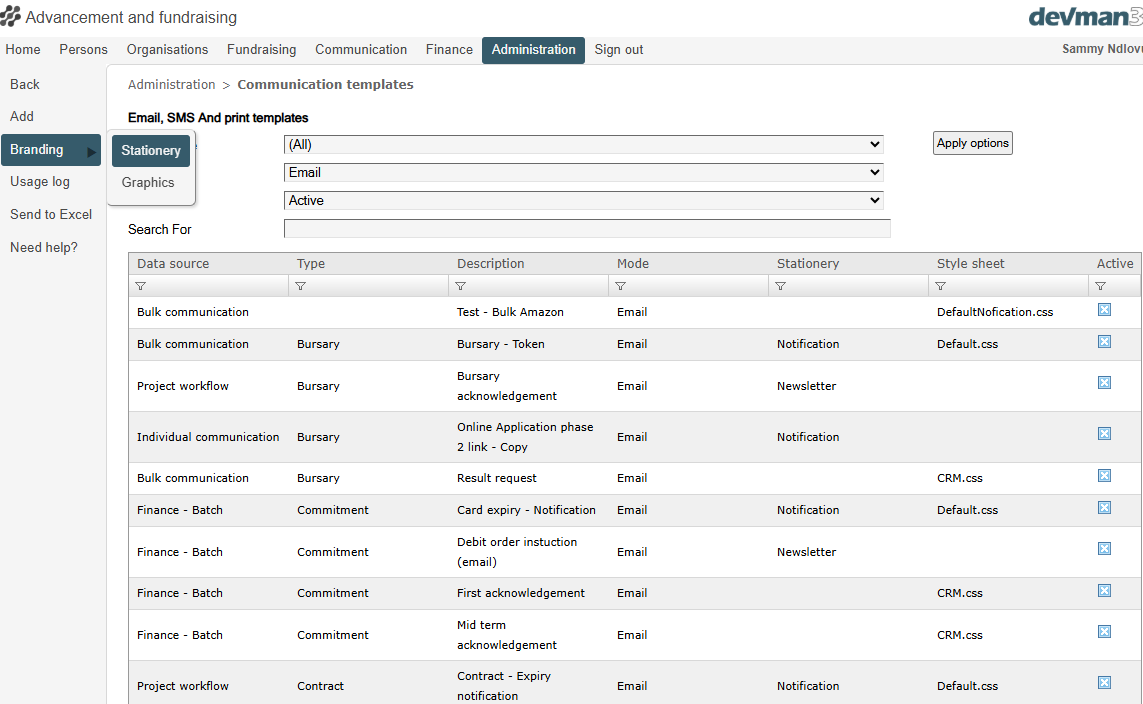 Advancement and fundraising
devman3
Home Persons Organisations Fundraising Communication Finance Administration Sign out Sammy Ndlovu
Back
Add
Branding
Usage log
Send to Excel
Need help?
Stationery
Graphics
Administration > Communication templates
Email, SMS And print templates
(All)
Apply options
Email
Active
Search For
Data source Type Description Mode Stationery Style sheet Active
Bulk communication Test - Bulk Amazon Email DefaultNofication.css
Bulk communication Bursary Bursary - Token Email Notification Default.css
Project workflow Bursary Bursary
acknowledgement Email Newsletter
Individual communication Bursary Online Application phase
2 link - Copy Email Notification
Bulk communication Bursary Result request Email CRM.css
Finance - Batch Commitment Card expiry - Notification Email Notification Default.css
Finance - Batch Commitment Debit order instuction
(email) Email Newsletter
Finance - Batch Commitment First acknowledgement Email CRM.css
Finance - Batch Commitment Mid term
acknowledgement Email CRM.css
Project workflow Contract Contract - Expiry
notification Email Notification Default.css